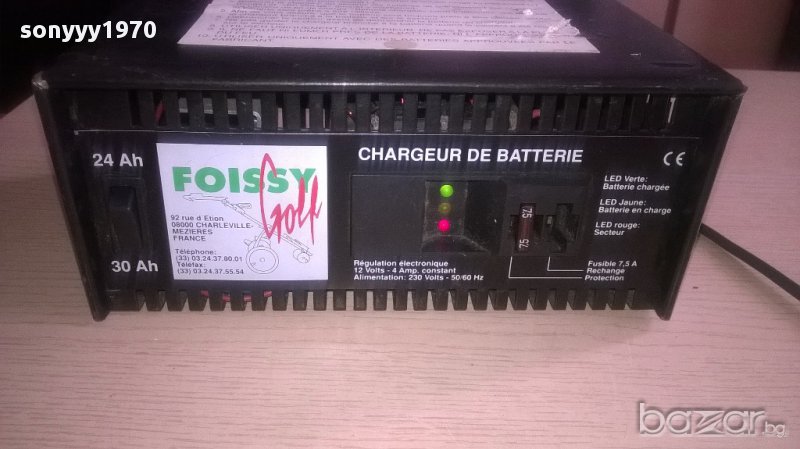 sonyyy1970
24 Ah
30 Ah
FOISSY
Golf
92 rue d Etion
08000 CHARLEVILLE-
MEZIERES
FRANCE
Téléphone:
(33) 03.24.37.80.01
Télefax:
(33) 03.24.37.55.54
CHARGEUR DE BATTERIE
CE
LED Verte:
Batterie chargée
LED Jaune:
Batterie en charge
LED rouge:
Secteur
7.5
7.5
Régulation électronique
12 Volts - 4 Amp. constant
Alimentation: 230 Volts - 50/60 Hz
Fusible 7,5 A
Rechange
Protection
bazar.bg